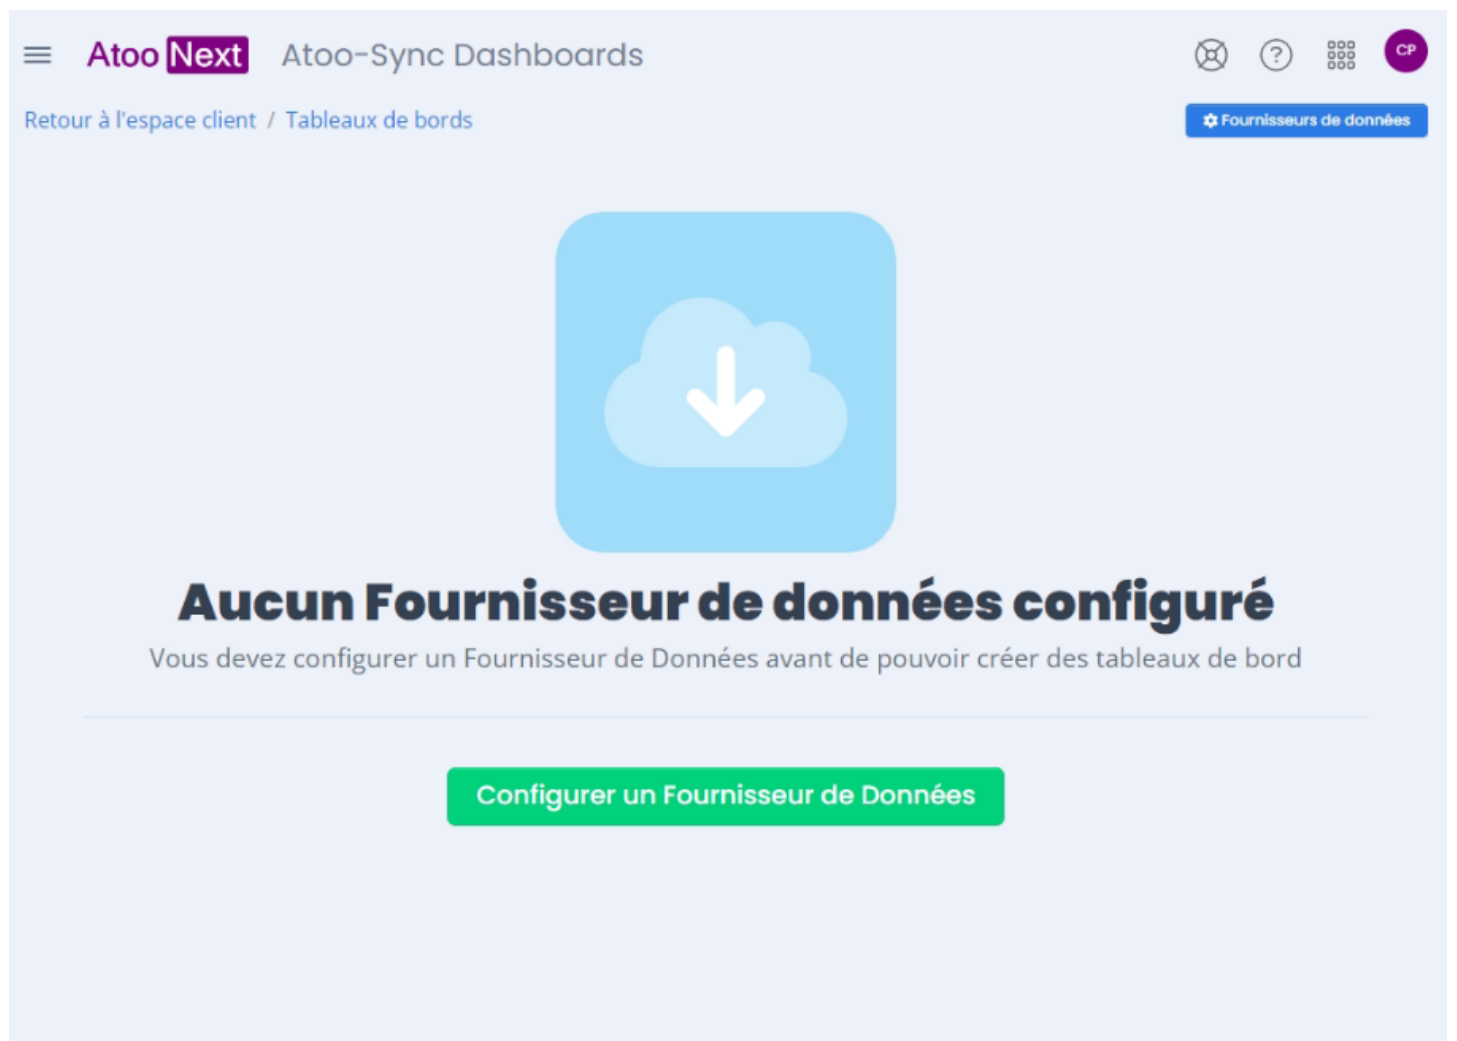 Atoo Next Atoo-Sync Dashboards CP
Retour à l'espace client / Tableaux de bords
Fournisseurs de données
Aucun Fournisseur de données configuré
Vous devez configurer un Fournisseur de Données avant de pouvoir créer des tableaux de bord
Configurer un Fournisseur de Données